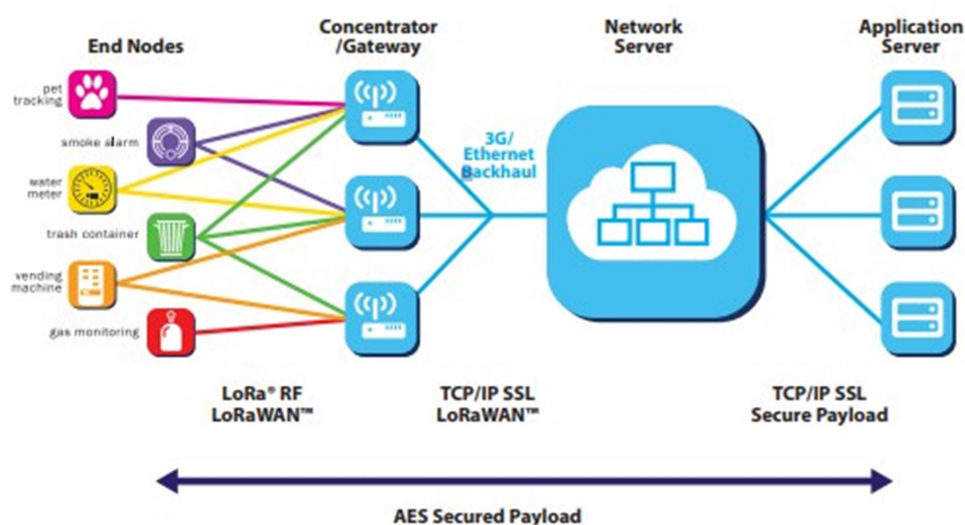 End Nodes
Concentrator
/Gateway
Network
Server
Application
Server
pet
tracking
smoke alarm
water
meter
trash container
vending
machine
gas monitoring
3G/
Ethernet
Backhaul
LoRa® RF
LoRaWAN™
TCP/IP SSL
LoRaWAN™
TCP/IP SSL
Secure Payload
AES Secured Payload